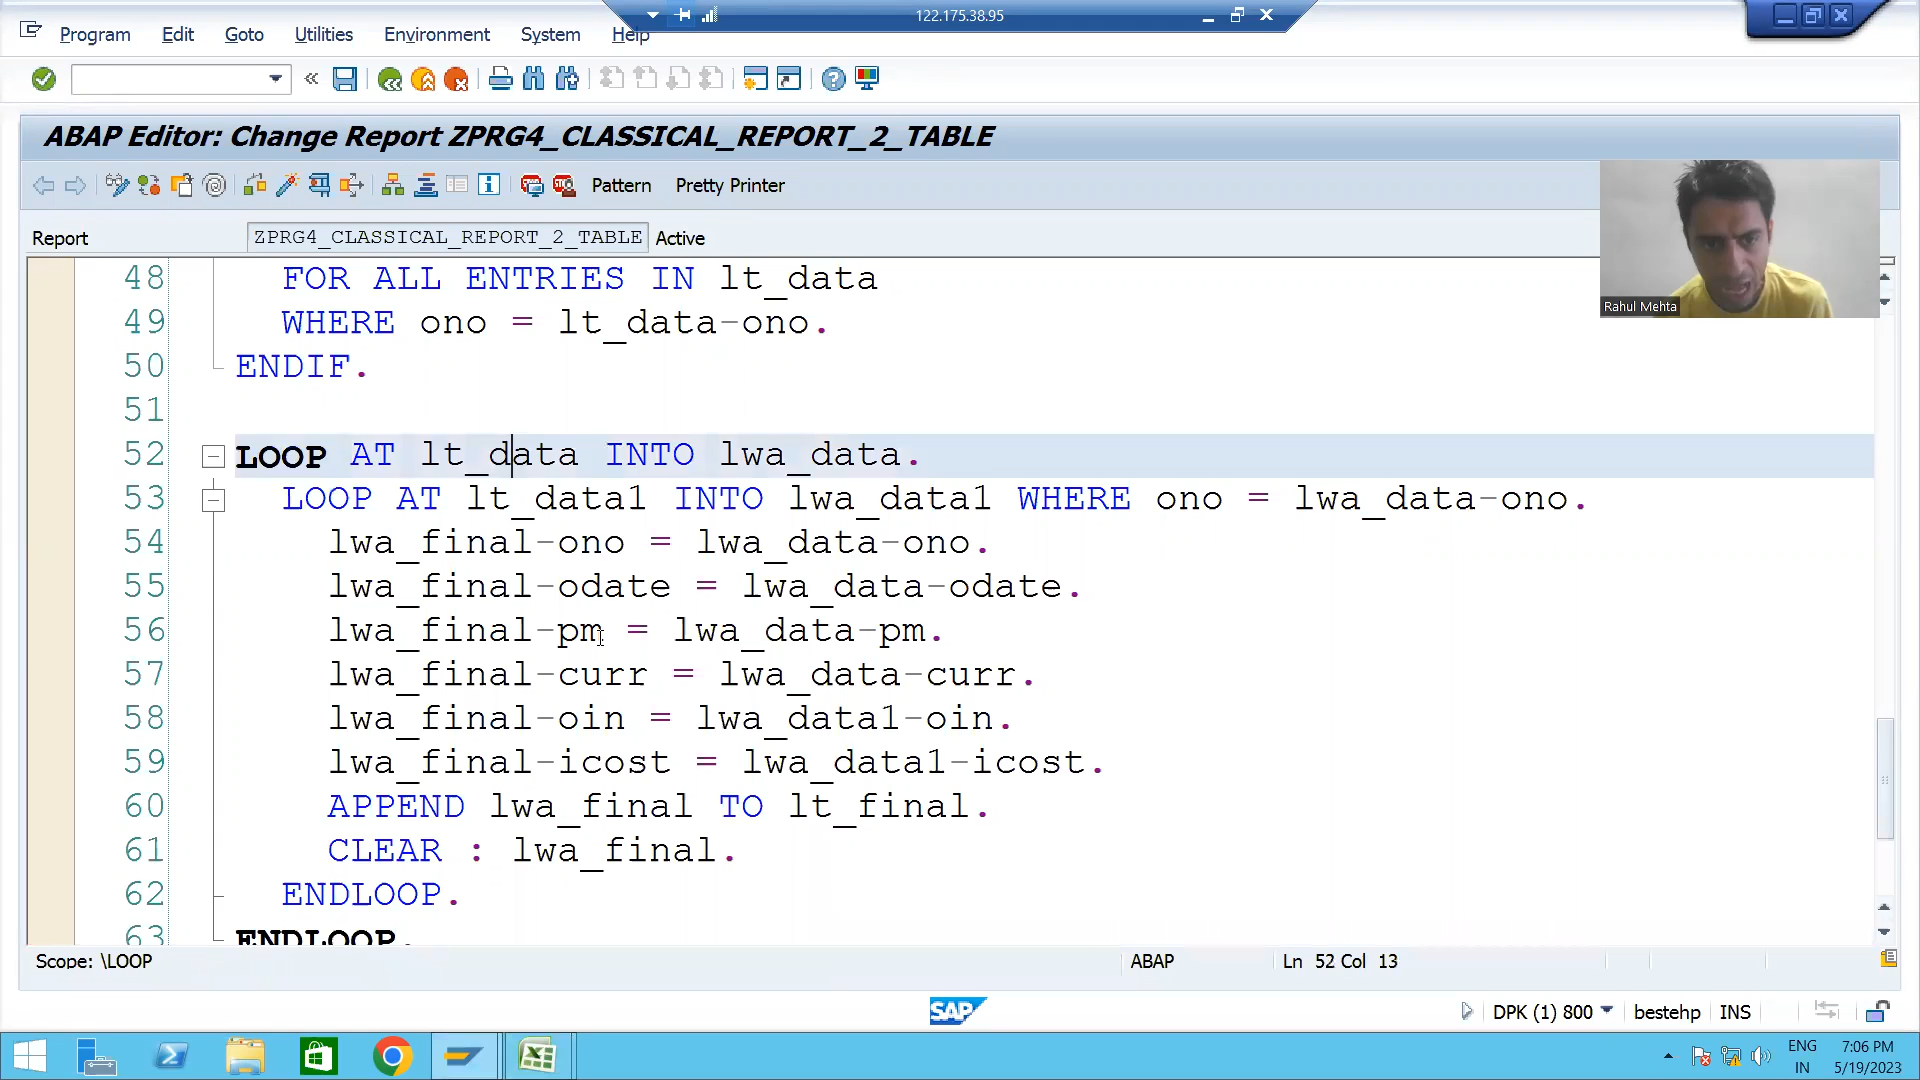 122.175.38.95
Program Edit Goto Utilities Environment System Help
ABAP Editor: Change Report ZPRG4_CLASSICAL_REPORT_2_TABLE
Pattern Pretty Printer
Report ZPRG4_CLASSICAL_REPORT_2_TABLE Active
Rahul Mehta
48 FOR ALL ENTRIES IN lt_data
49 WHERE ono = lt_data-ono.
50 ENDIF.
51
52 LOOP AT lt_data INTO lwa_data.
53 LOOP AT lt_data1 INTO lwa_data1 WHERE ono = lwa_data-ono.
54 lwa_final-ono = lwa_data-ono.
55 lwa_final-odate = lwa_data-odate.
56 lwa_final-pm = lwa_data-pm.
57 lwa_final-curr = lwa_data-curr.
58 lwa_final-oin = lwa_data1-oin.
59 lwa_final-icost = lwa_data1-icost.
60 APPEND lwa_final TO lt_final.
61 CLEAR : lwa_final.
62 ENDLOOP.
63 ENDLOOP.
Scope: \LOOP ABAP Ln 52 Col 13
SAP DPK (1) 800 bestehp INS
ENG 7:06 PM
IN 5/19/2023